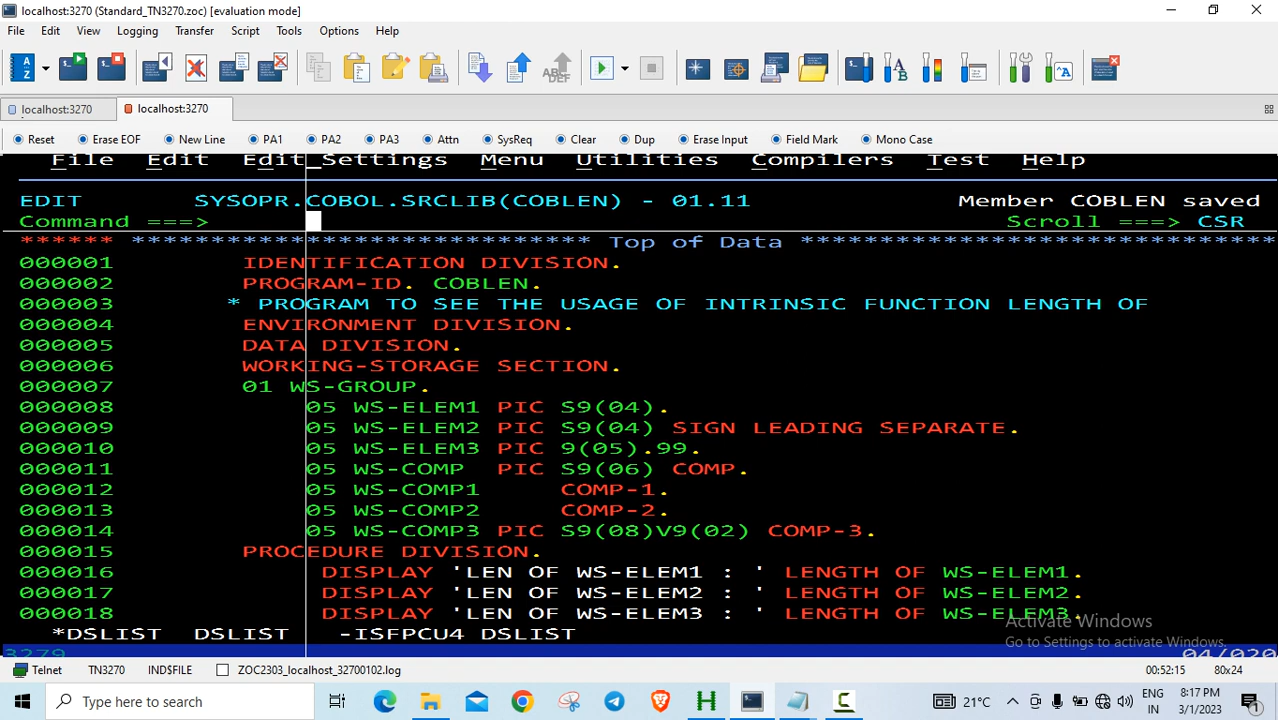 localhost:3270 (Standard_TN3270.zoc) [evaluation mode]
File Edit View Logging Transfer Script Tools Options Help
localhost:3270 localhost:3270
Reset Erase EOF New Line PA1 PA2 PA3 Attn SysReq Clear Dup Erase Input Field Mark Mono Case
File Edit Edit_Settings Menu Utilities Compilers Test Help
EDIT SYSOPR.COBOL.SRCLIB(COBLEN) - 01.11 Member COBLEN saved
Command ===> Scroll ===> CSR
****** ***************************** Top of Data ******************************
000001 IDENTIFICATION DIVISION.
000002 PROGRAM-ID. COBLEN.
000003 * PROGRAM TO SEE THE USAGE OF INTRINSIC FUNCTION LENGTH OF
000004 ENVIRONMENT DIVISION.
000005 DATA DIVISION.
000006 WORKING-STORAGE SECTION.
000007 01 WS-GROUP.
000008 05 WS-ELEM1 PIC S9(04).
000009 05 WS-ELEM2 PIC S9(04) SIGN LEADING SEPARATE.
000010 05 WS-ELEM3 PIC 9(05).99.
000011 05 WS-COMP PIC S9(06) COMP.
000012 05 WS-COMP1 COMP-1.
000013 05 WS-COMP2 COMP-2.
000014 05 WS-COMP3 PIC S9(08)V9(02) COMP-3.
000015 PROCEDURE DIVISION.
000016 DISPLAY 'LEN OF WS-ELEM1 : ' LENGTH OF WS-ELEM1.
000017 DISPLAY 'LEN OF WS-ELEM2 : ' LENGTH OF WS-ELEM2.
000018 DISPLAY 'LEN OF WS-ELEM3 : ' LENGTH OF WS-ELEM3.
Activate Windows
*DSLIST DSLIST -ISFPCU4 DSLIST
Go to Settings to activate Windows.
3279 04/020
Telnet TN3270 IND$FILE ZOC2303_localhost_32700102.log 00:52:15 80x24
Type here to search 21°C ENG IN 8:17 PM 3/1/2023 1